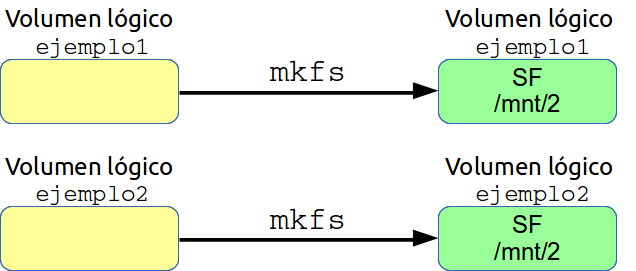 Volumen lógico
ejemplo1
mkfs
Volumen lógico
ejemplo1
SF
/mnt/2
Volumen lógico
ejemplo2
mkfs
Volumen lógico
ejemplo2
SF
/mnt/2